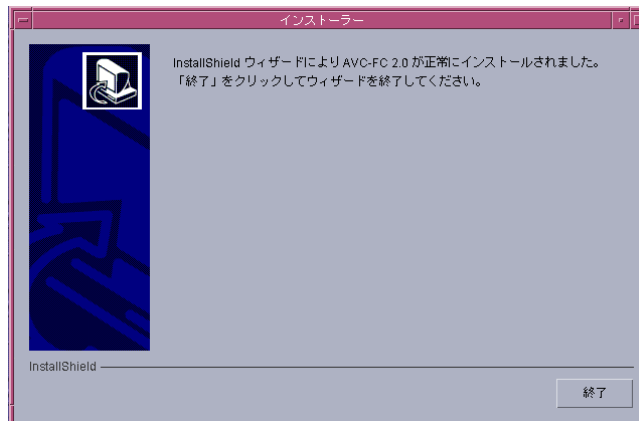 インストーラー
InstallShield ウィザードにより AVC-FC 2.0 が正常にインストールされました。
「終了」をクリックしてウィザードを終了してください。
InstallShield
終了